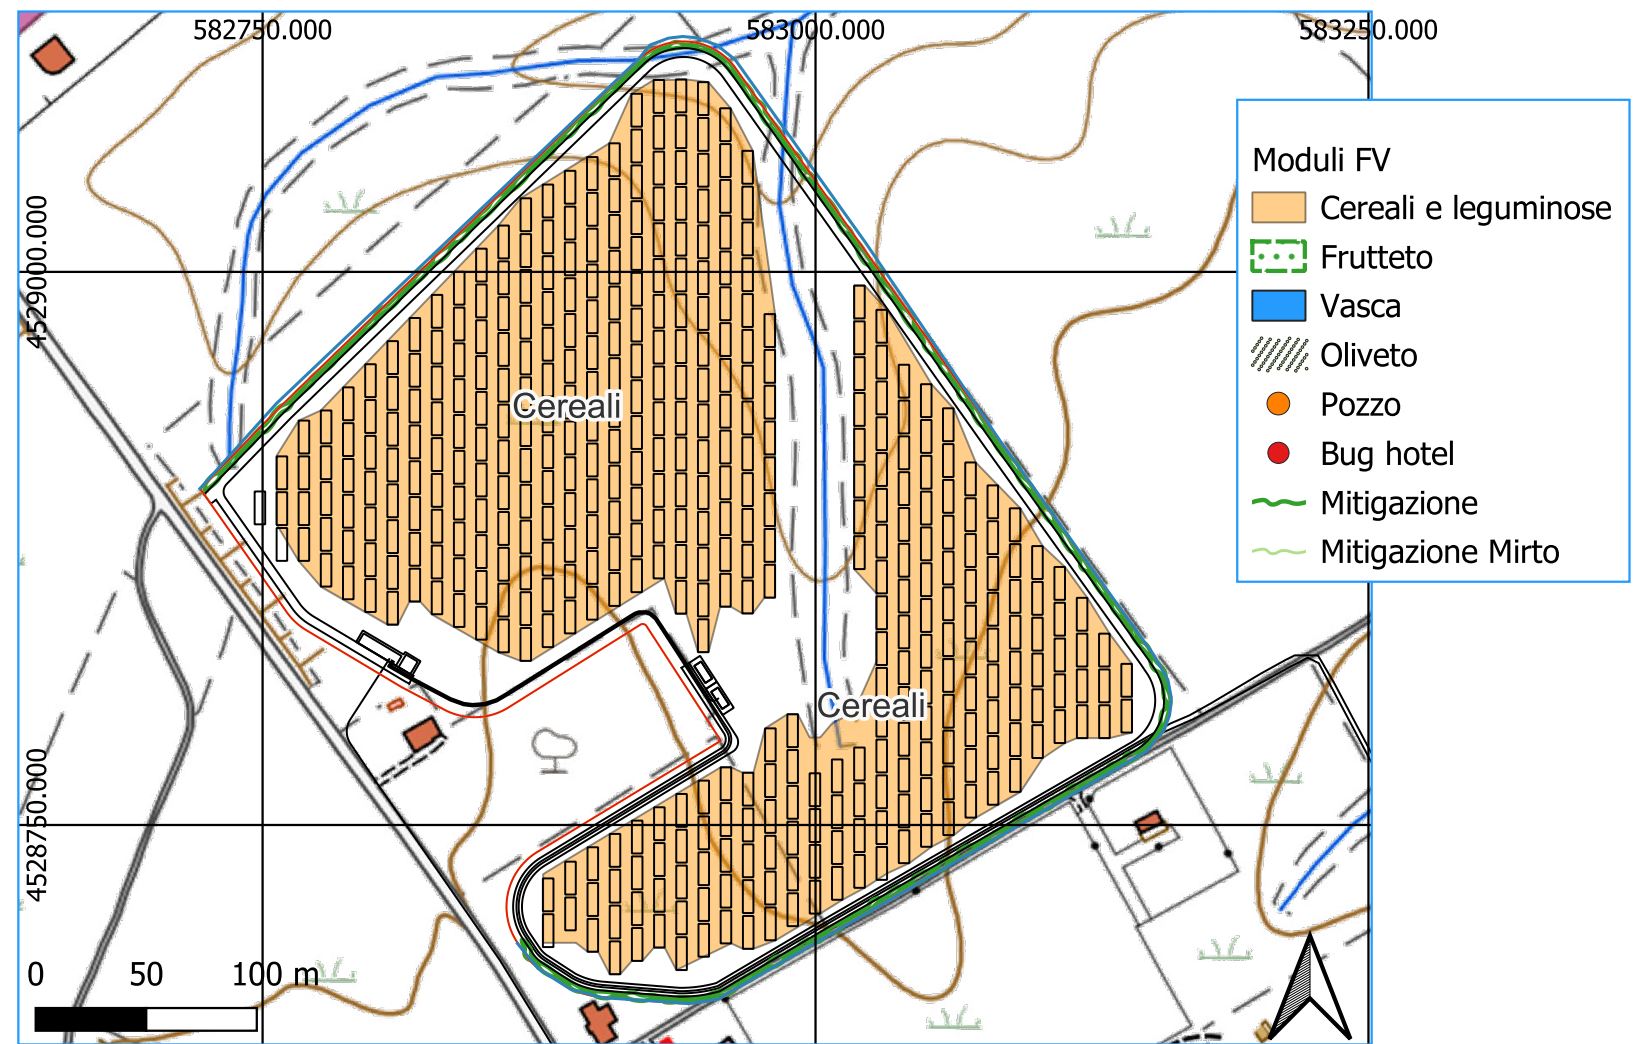 582750.000
583000.000
583250.000
4529000.000
4528750.000
Moduli FV
Cereali e leguminose
Frutteto
Vasca
Oliveto
Pozzo
Bug hotel
Mitigazione
Mitigazione Mirto
Cereali
Cereali
0 50 100 m